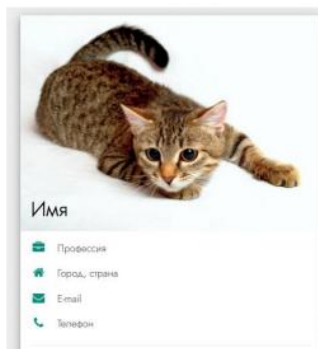 Имя
Профессия
Город, страна
E-mail
Телефон